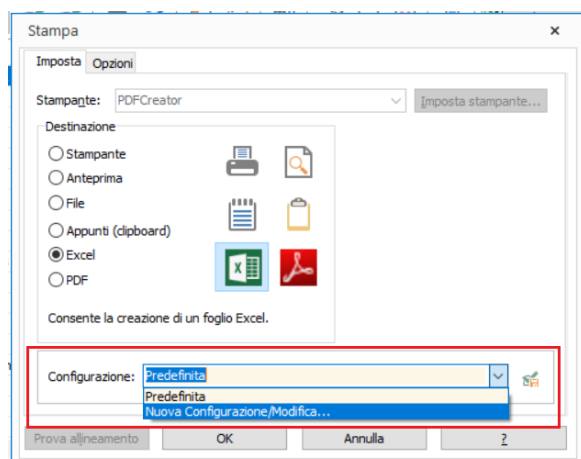 Stampa
Imposta Opzioni
Stampante: PDFCreator Imposta stampante...
Destinazione
Stampante
Anteprima
File
Appunti (clipboard)
Excel
PDF
Consente la creazione di un foglio Excel.
Configurazione: Predefinita
Predefinita
Nuova Configurazione/Modifica...
Prova allineamento OK Annulla ?